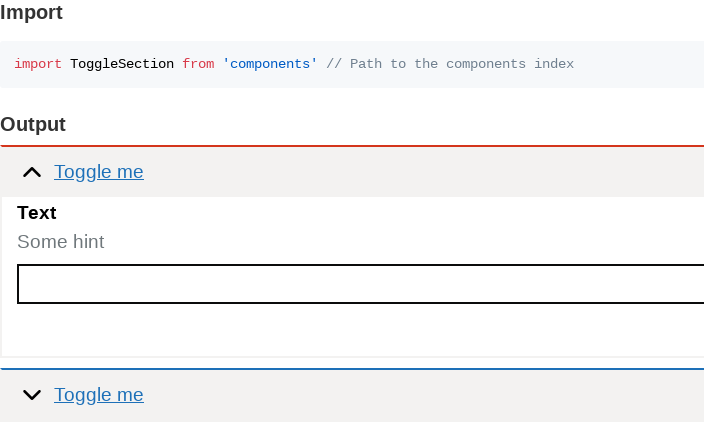 Import
import ToggleSection from 'components' // Path to the components index
Output
Toggle me
Text
Some hint
Toggle me